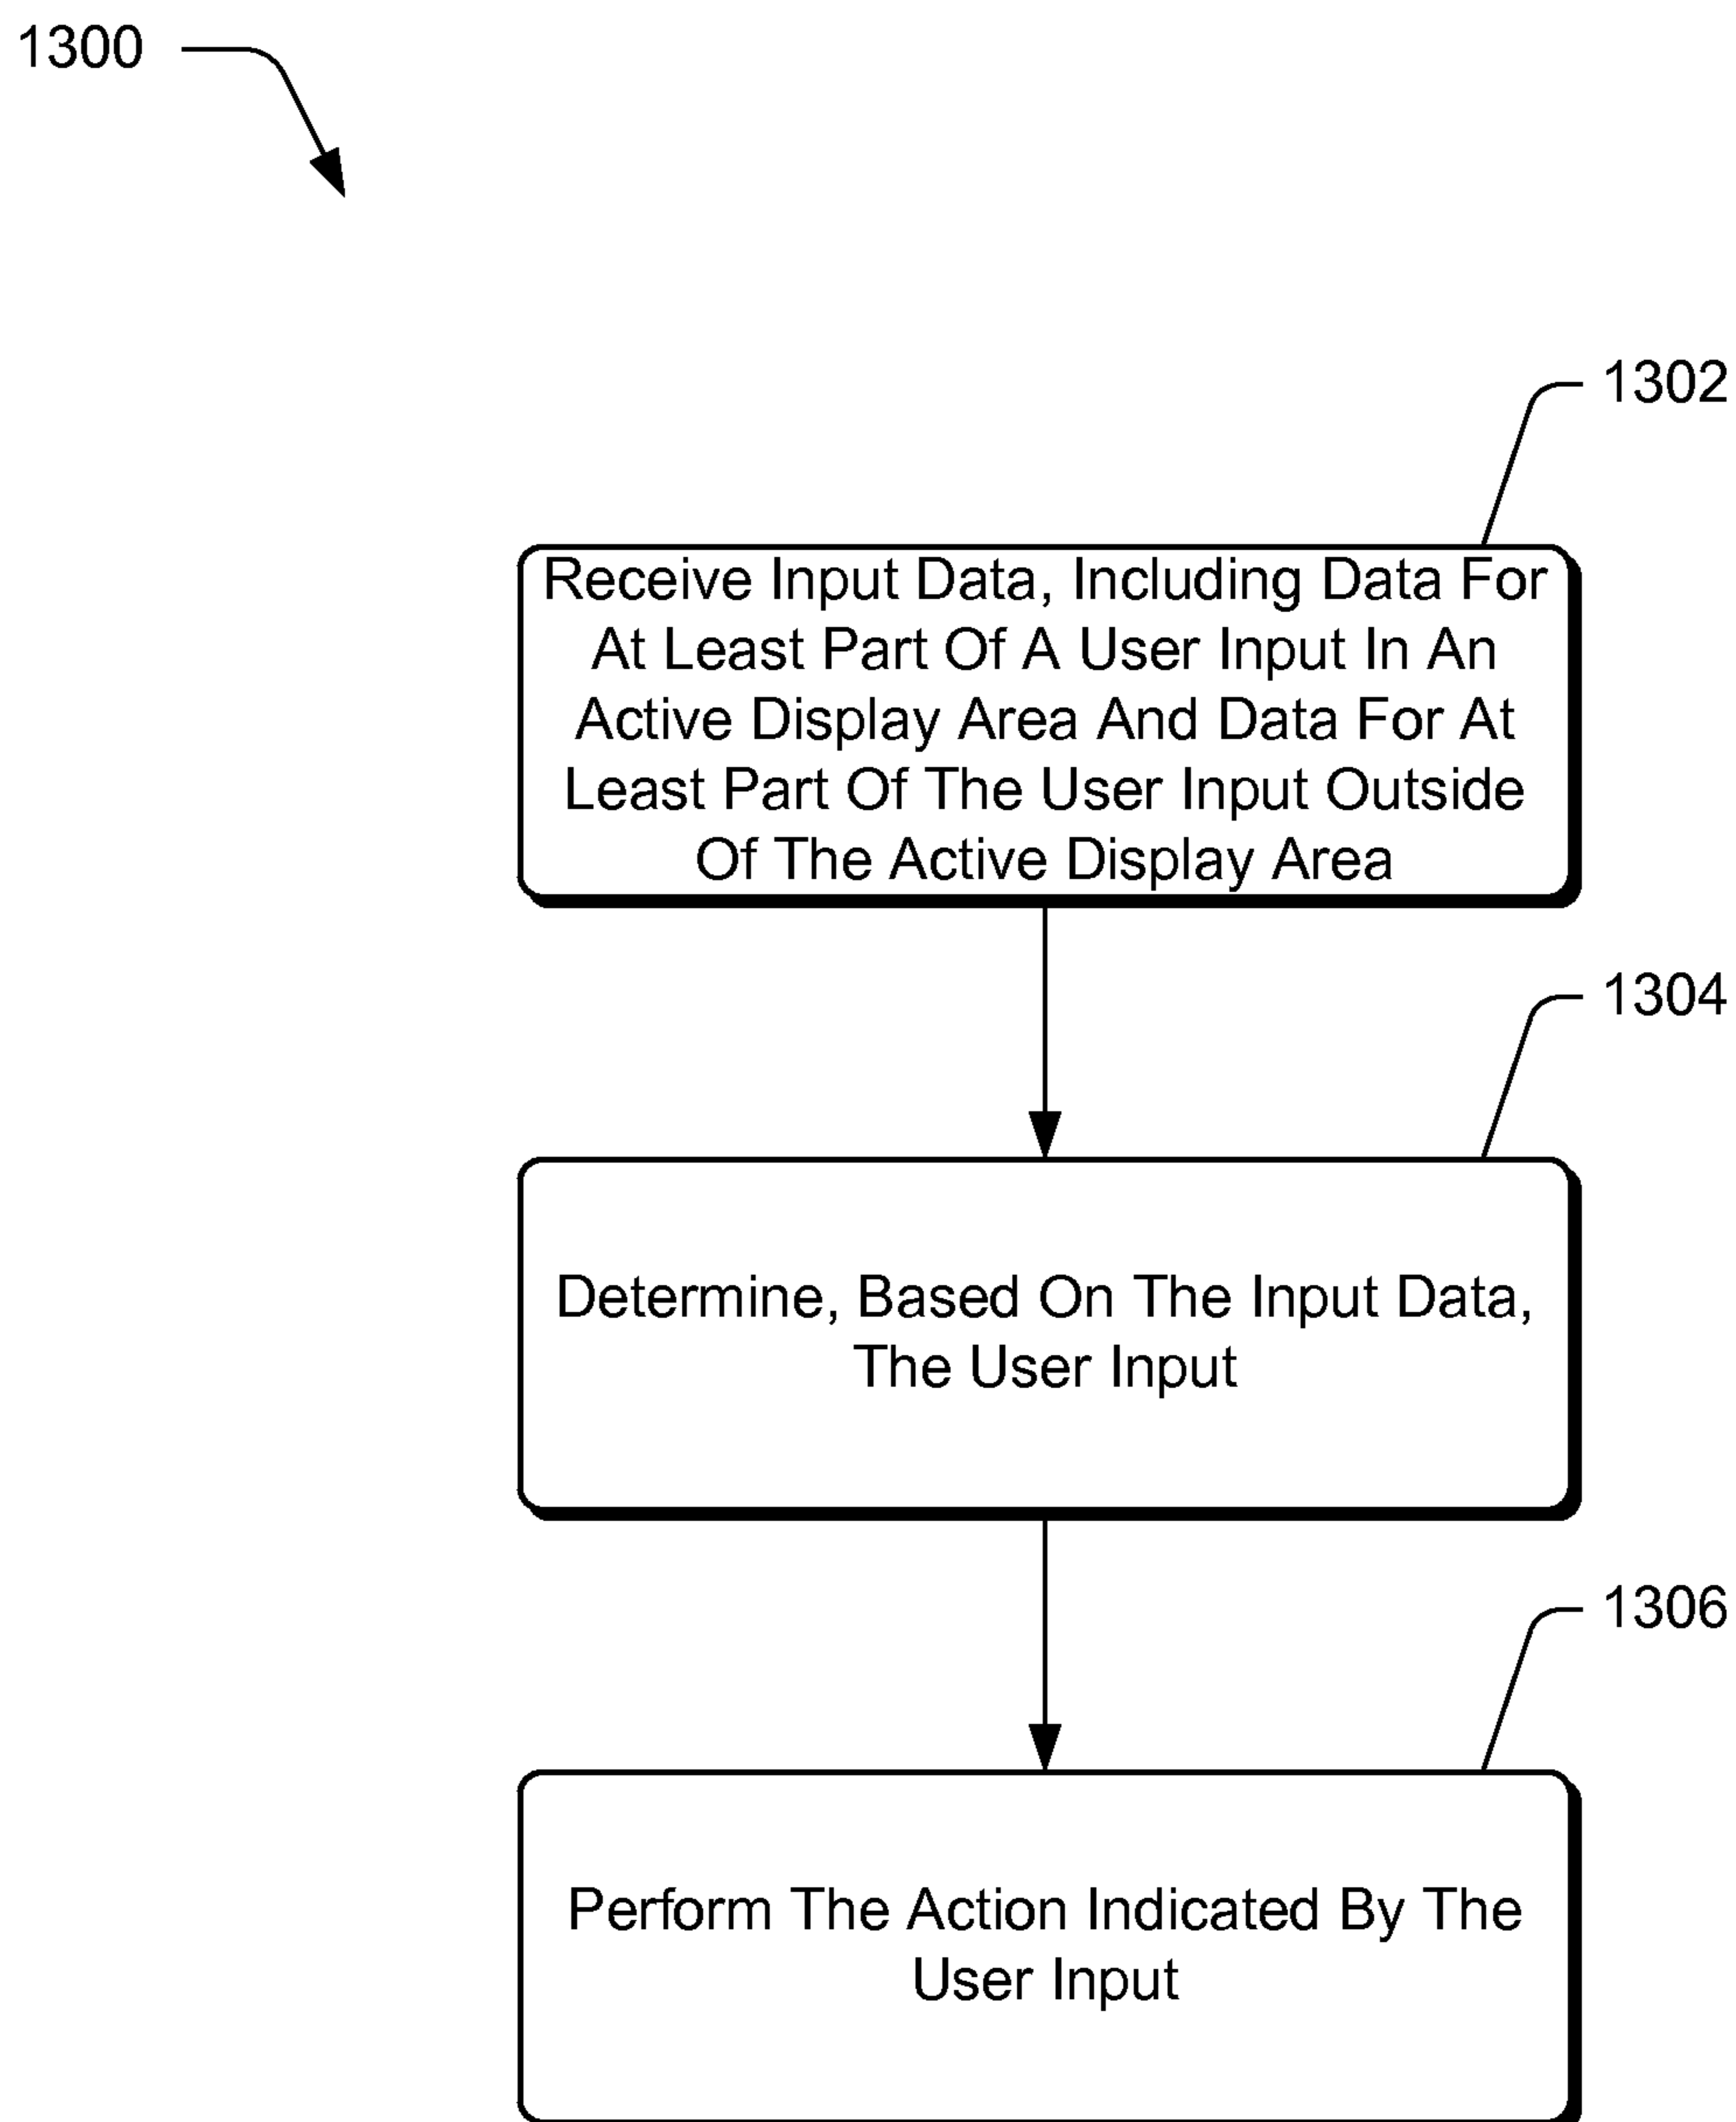 1300
1302
Receive Input Data, Including Data For
At Least Part Of A User Input In An
Active Display Area And Data For At
Least Part Of The User Input Outside
Of The Active Display Area
1304
Determine, Based On The Input Data,
The User Input
1306
Perform The Action Indicated By The
User Input